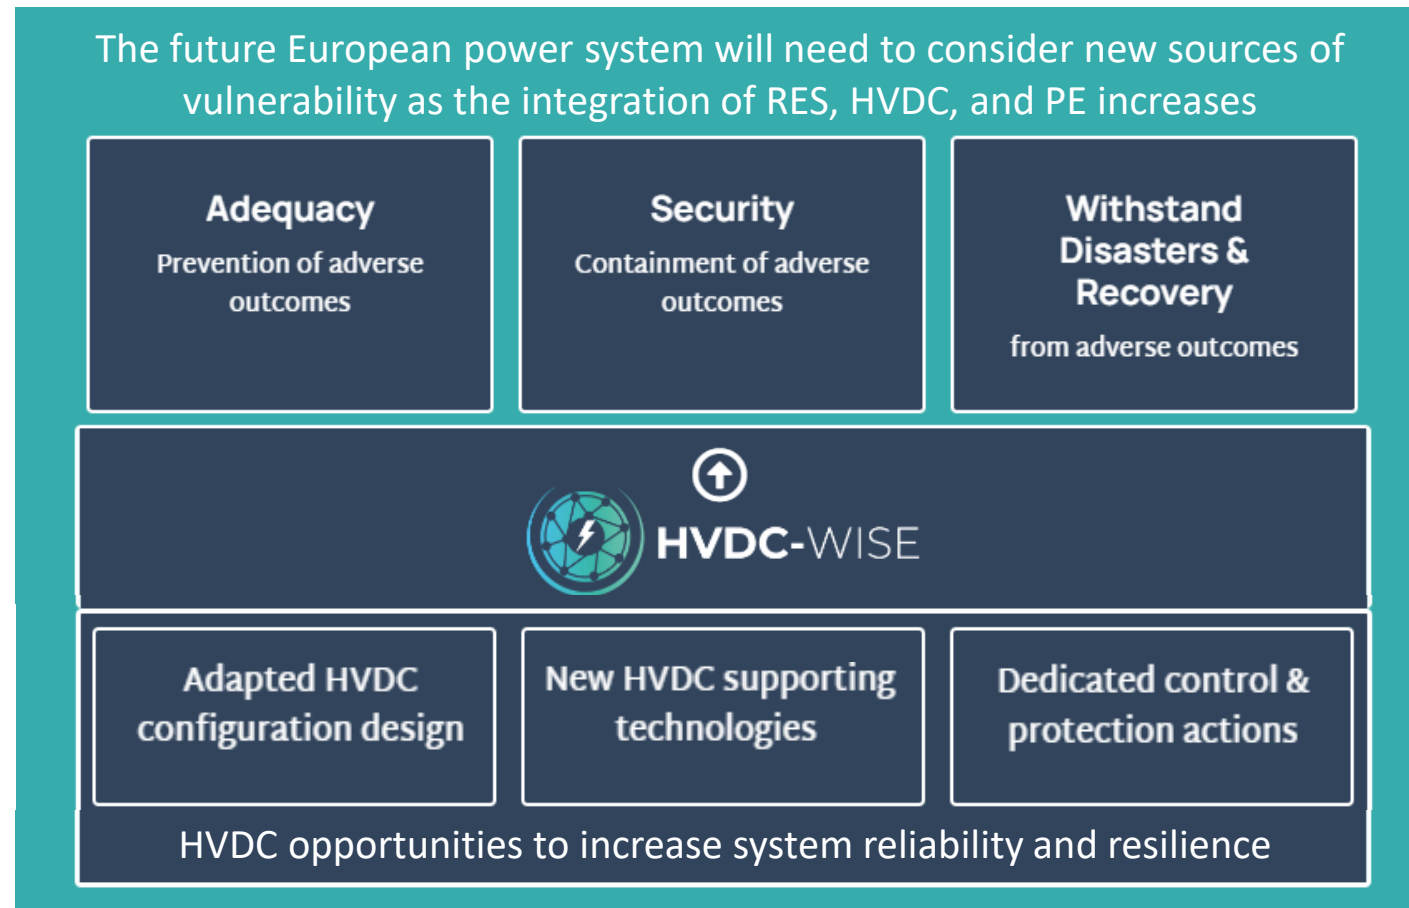 The future European power system will need to consider new sources of
vulnerability as the integration of RES, HVDC, and PE increases
Adequacy
Prevention of adverse
outcomes
Security
Containment of adverse
outcomes
Withstand
Disasters &
Recovery
from adverse outcomes
HVDC-WISE
Adapted HVDC
configuration design
New HVDC supporting
technologies
Dedicated control &
protection actions
HVDC opportunities to increase system reliability and resilience